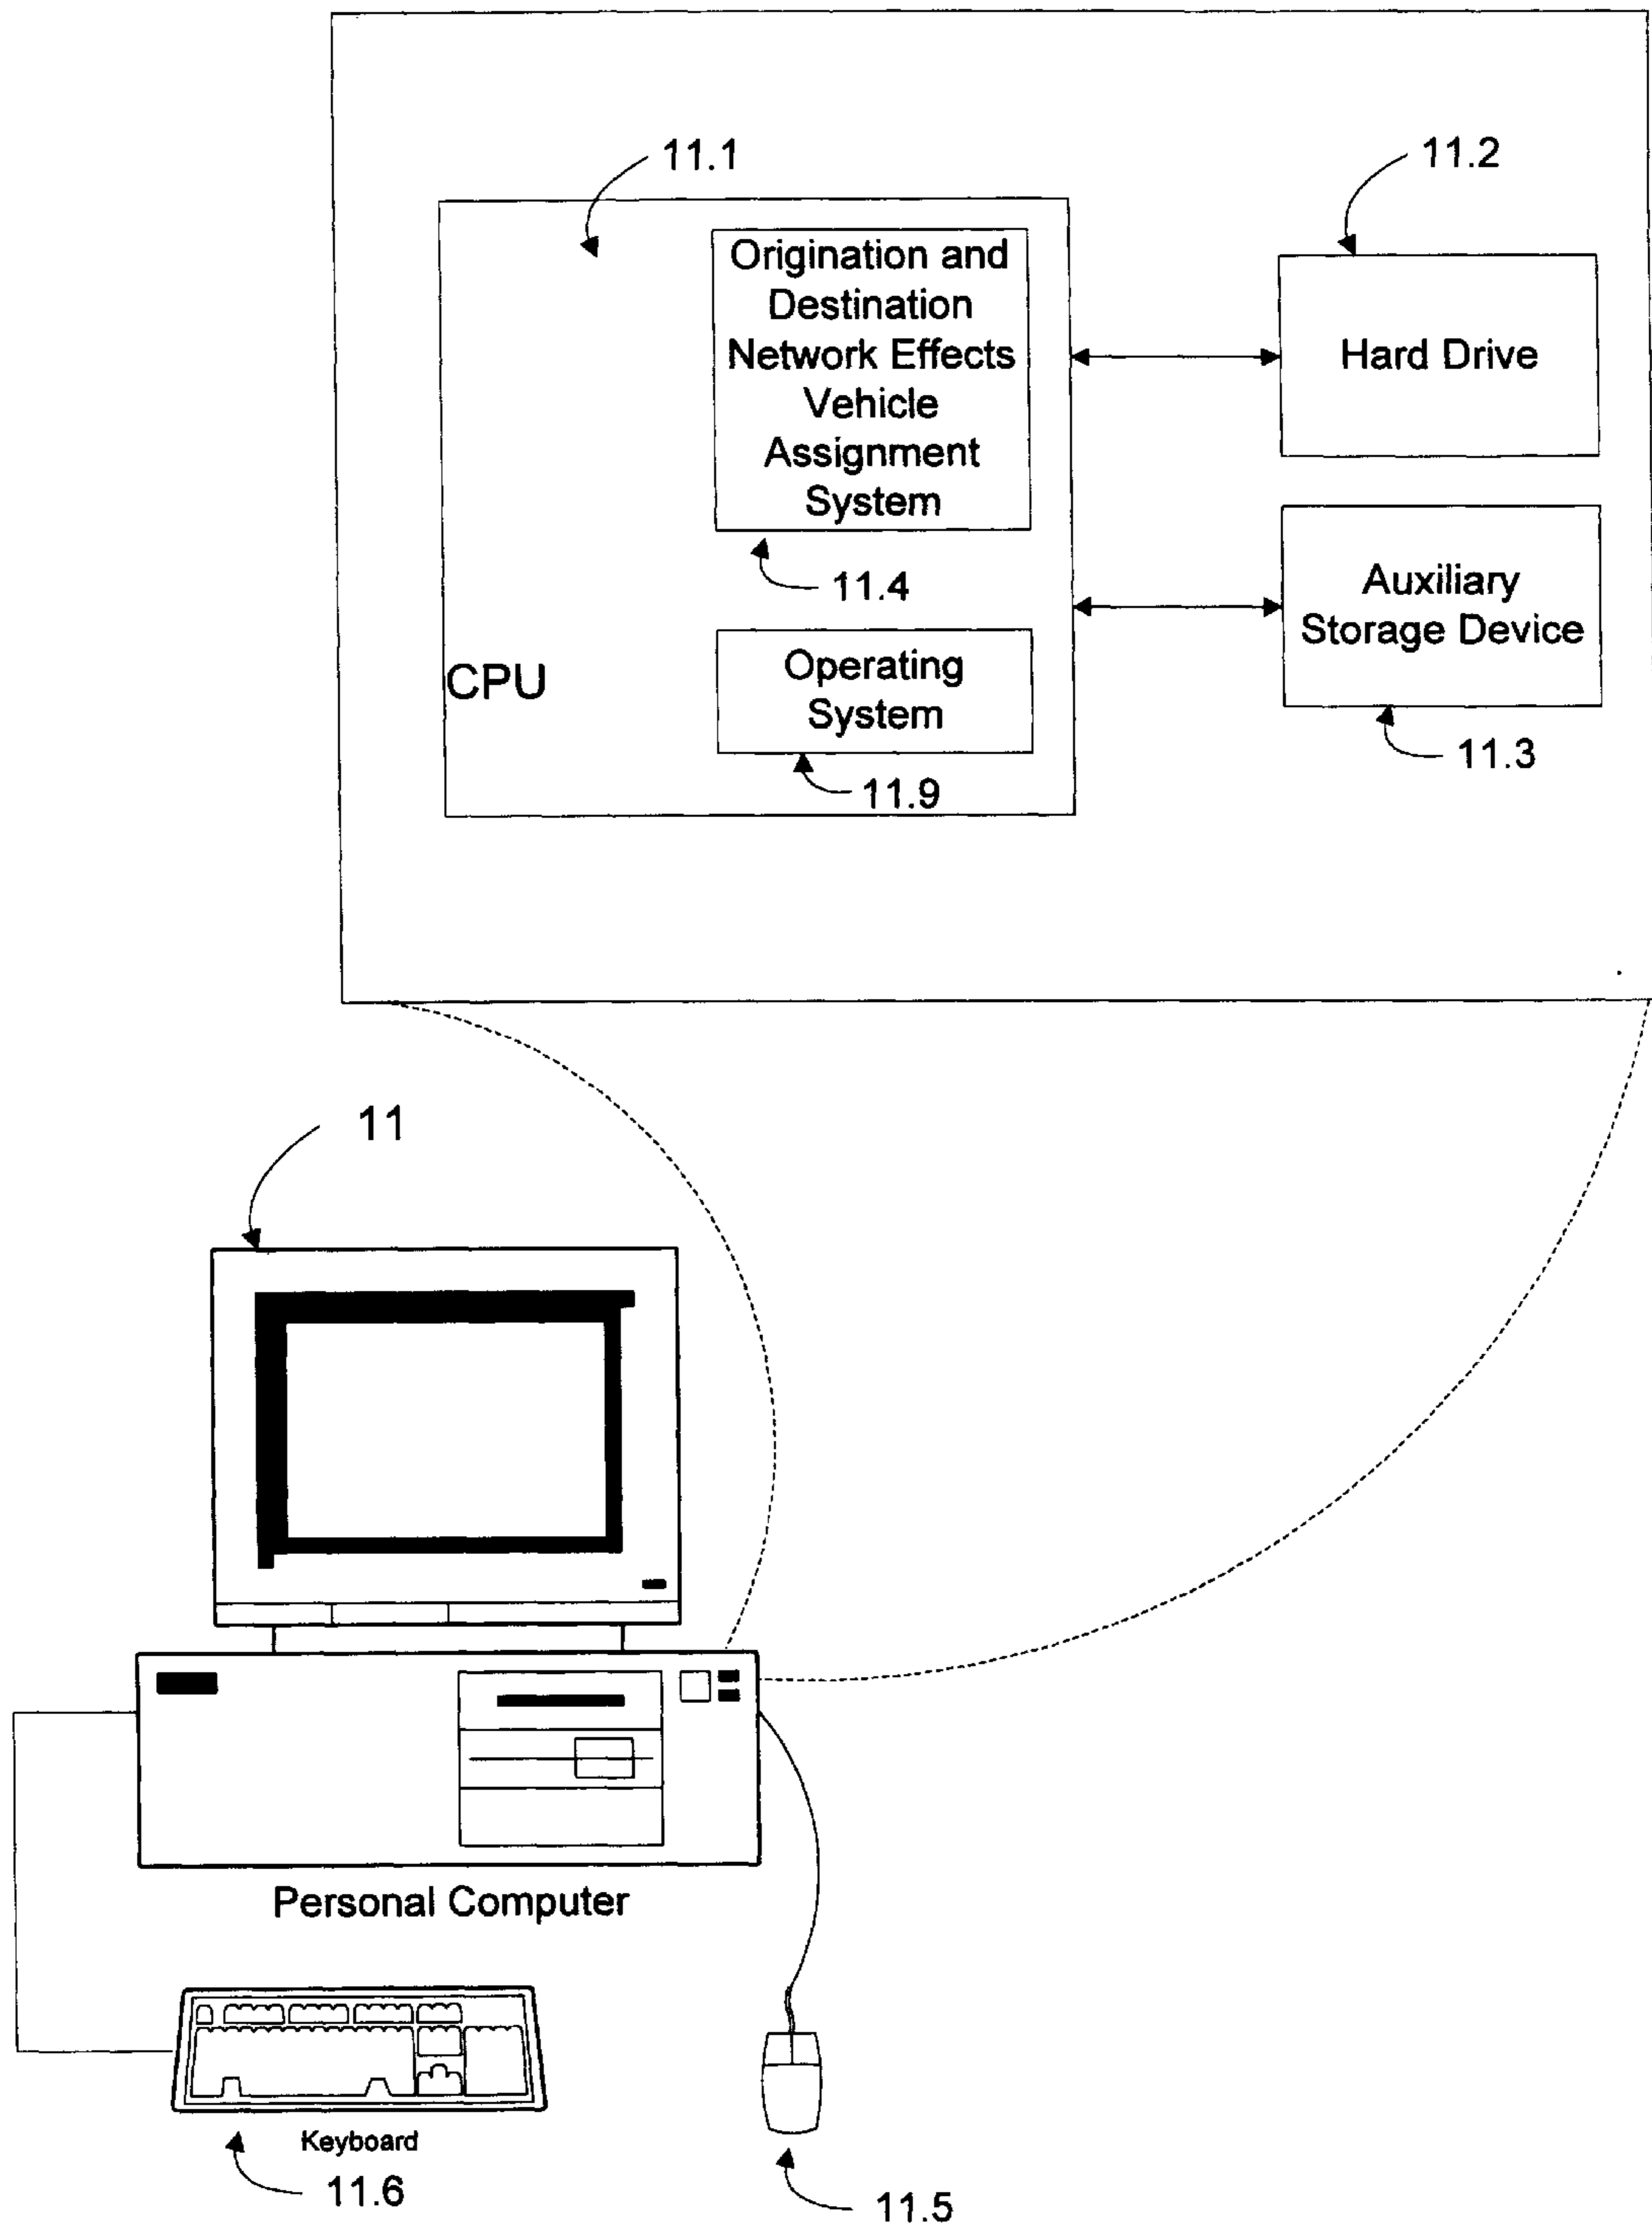 11.1
11.2
Origination and
Destination
Network Effects
Vehicle
Assignment
System
Hard Drive
11.4
Auxiliary
Storage Device
CPU
Operating
System
11.3
11.9
11
Personal Computer
Keyboard
11.6
11.5